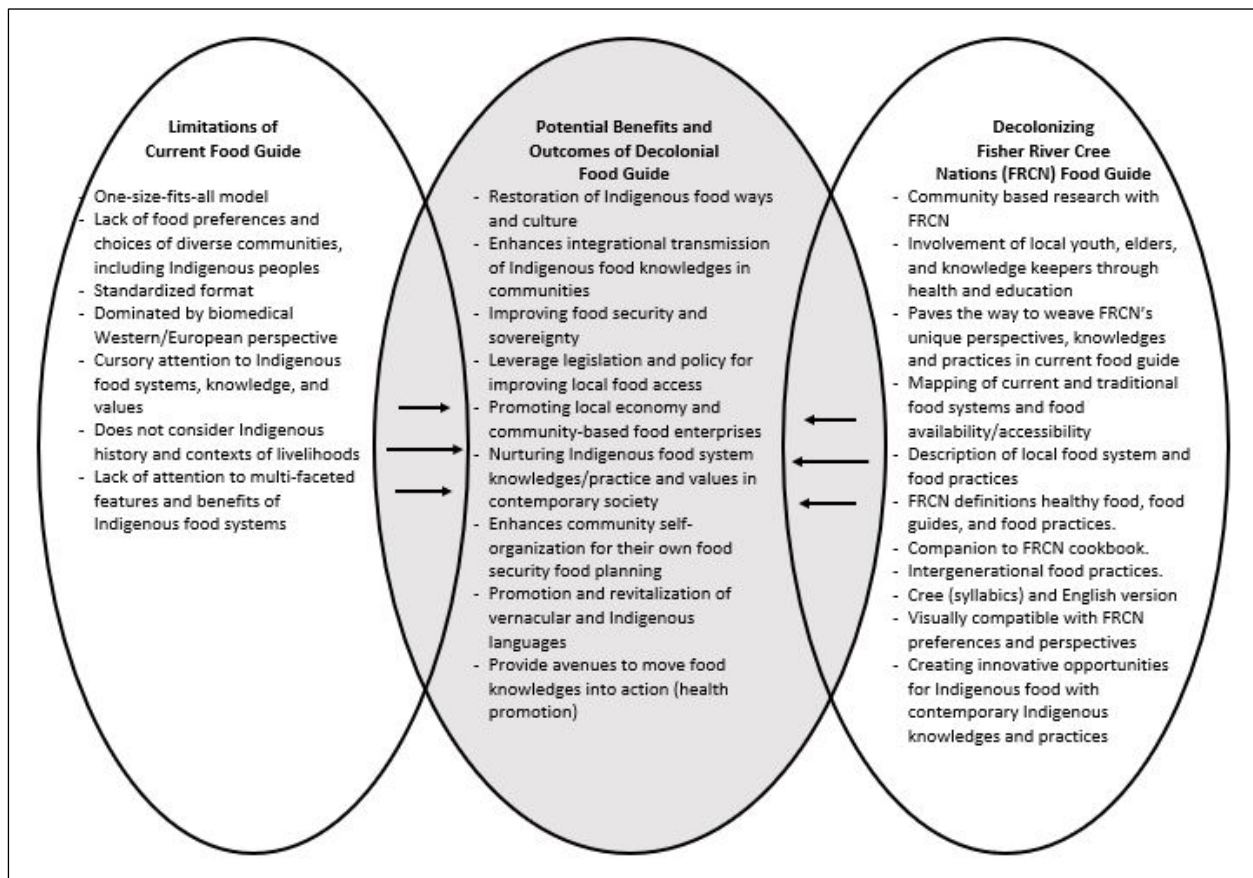 Limitations of
Current Food Guide
- One-size-fits-all model
- Lack of food preferences and
choices of diverse communities,
including Indigenous peoples
- Standardized format
- Dominated by biomedical
Western/European perspective
- Cursory attention to Indigenous
food systems, knowledge, and
values
- Does not consider Indigenous
history and contexts of livelihoods
- Lack of attention to multi-faceted
features and benefits of
Indigenous food systems
Potential Benefits and
Outcomes of Decolonial
Food Guide
- Restoration of Indigenous food ways
and culture
- Enhances integrational transmission
of Indigenous food knowledges in
communities
- Improving food security and
sovereignty
- Leverage legislation and policy for
improving local food access
- Promoting local economy and
community-based food enterprises
- Nurturing Indigenous food system
knowledges/practice and values in
contemporary society
- Enhances community self-
organization for their own food
security food planning
- Promotion and revitalization of
vernacular and Indigenous
languages
- Provide avenues to move food
knowledges into action (health
promotion)
Decolonizing
Fisher River Cree
Nations (FRCN) Food Guide
- Community based research with
FRCN
- Involvement of local youth, elders,
and knowledge keepers through
health and education
- Paves the way to weave FRCN's
unique perspectives, knowledges
and practices in current food guide
- Mapping of current and traditional
food systems and food
availability/accessibility
- Description of local food system and
food practices
- FRCN definitions healthy food, food
guides, and food practices.
- Companion to FRCN cookbook.
- Intergenerational food practices.
- Cree (syllabics) and English version
- Visually compatible with FRCN
preferences and perspectives
- Creating innovative opportunities
for Indigenous food with
contemporary Indigenous
knowledges and practices